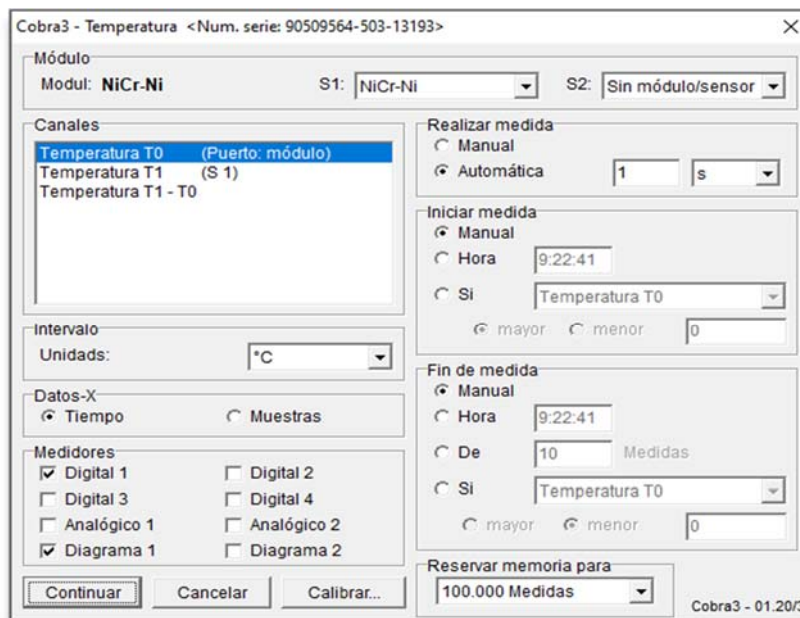 Cobra3 - Temperatura <Num. serie: 90509564-503-13193>
Módulo
Modul: NiCr-Ni S1: NiCr-Ni S2: Sin módulo/sensor
Canales
Temperatura T0 (Puerto: módulo)
Temperatura T1 (S 1)
Temperatura T1 - T0
Intervalo
Unidads: °C
Datos-X
Tiempo Muestras
Medidores
Digital 1 Digital 2
Digital 3 Digital 4
Analógico 1 Analógico 2
Diagrama 1 Diagrama 2
Continuar Cancelar Calibrar...
Realizar medida
Manual
Automática 1 s
Iniciar medida
Manual
Hora 9:22:41
Si Temperatura T0
mayor menor 0
Fin de medida
Manual
Hora 9:22:41
De 10 Medidas
Si Temperatura T0
mayor menor 0
Reservar memoria para
100.000 Medidas
Cobra3 - 01.20/